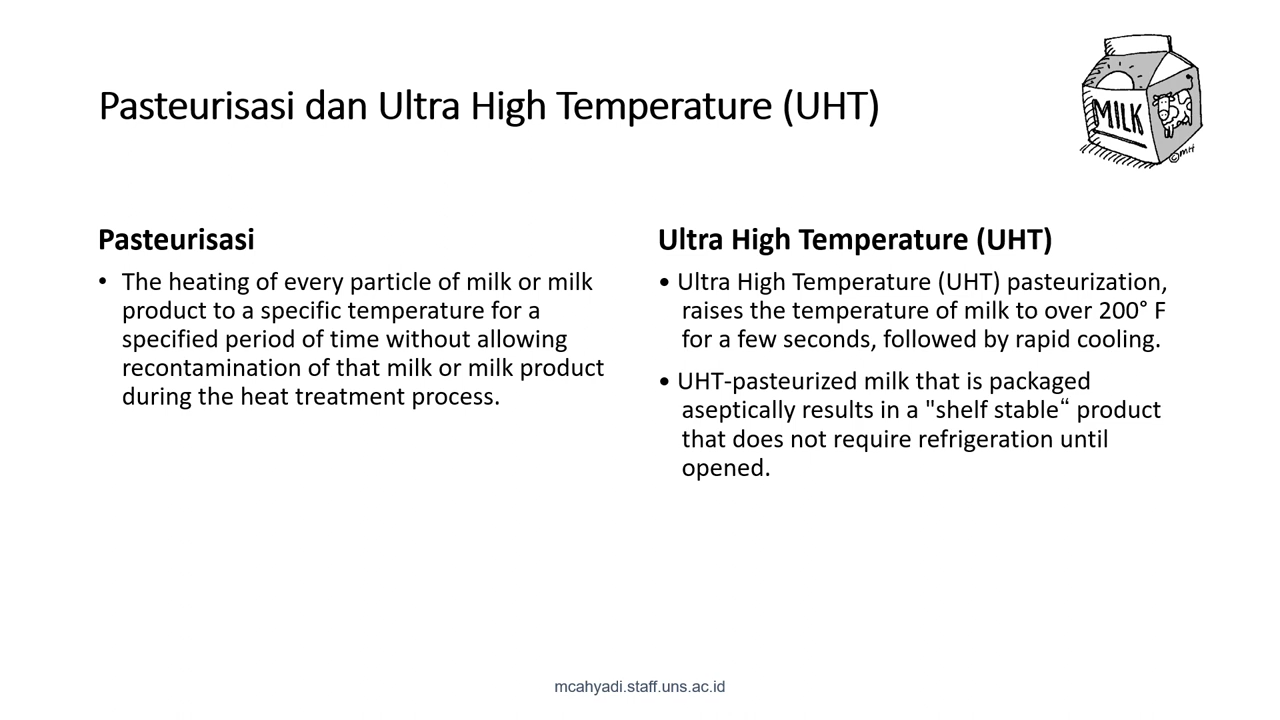 Pasteurisasi dan Ultra High Temperature (UHT)
MILK
©MH
Pasteurisasi
• The heating of every particle of milk or milk
product to a specific temperature for a
specified period of time without allowing
recontamination of that milk or milk product
during the heat treatment process.
Ultra High Temperature (UHT)
• Ultra High Temperature (UHT) pasteurization,
raises the temperature of milk to over 200° F
for a few seconds, followed by rapid cooling.
• UHT-pasteurized milk that is packaged
aseptically results in a "shelf stable“ product
that does not require refrigeration until
opened.
mcahyadi.staff.uns.ac.id